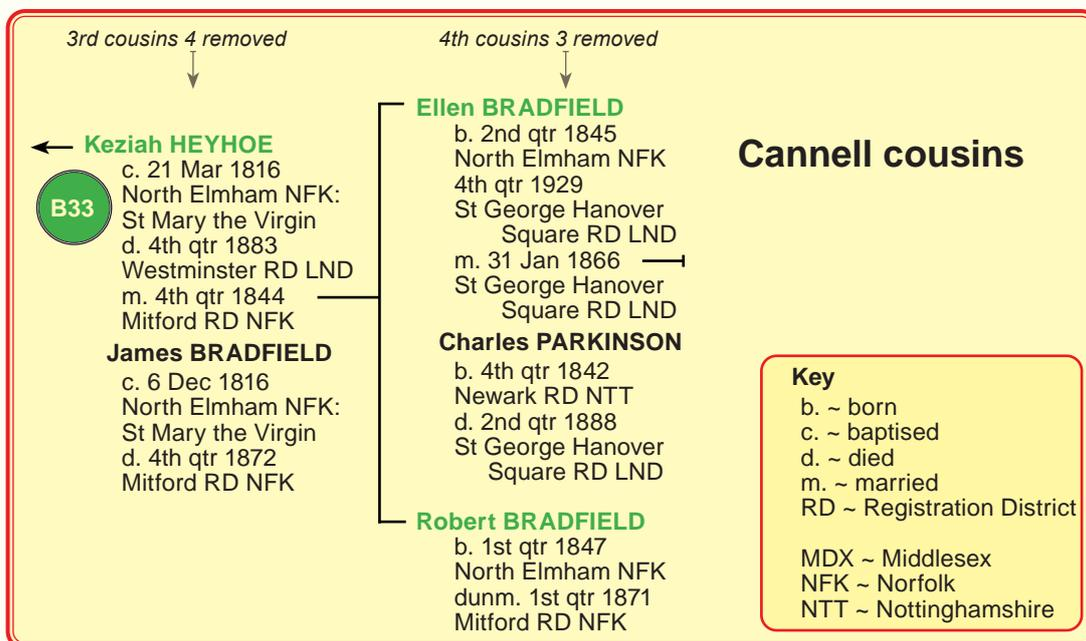 3rd cousins 4 removed
Keziah HEYHOE
B33
c. 21 Mar 1816
North Elmham NFK:
St Mary the Virgin
d. 4th qtr 1883
Westminster RD LND
m. 4th qtr 1844
Mitford RD NFK
James BRADFIELD
c. 6 Dec 1816
North Elmham NFK:
St Mary the Virgin
d. 4th qtr 1872
Mitford RD NFK
4th cousins 3 removed
Ellen BRADFIELD
b. 2nd qtr 1845
North Elmham NFK
4th qtr 1929
St George Hanover
Square RD LND
m. 31 Jan 1866
St George Hanover
Square RD LND
Charles PARKINSON
b. 4th qtr 1842
Newark RD NTT
d. 2nd qtr 1888
St George Hanover
Square RD LND
Robert BRADFIELD
b. 1st qtr 1847
North Elmham NFK
dunm. 1st qtr 1871
Mitford RD NFK
Cannell cousins
Key
b. ~ born
c. ~ baptised
d. ~ died
m. ~ married
RD ~ Registration District
MDX ~ Middlesex
NFK ~ Norfolk
NTT ~ Nottinghamshire